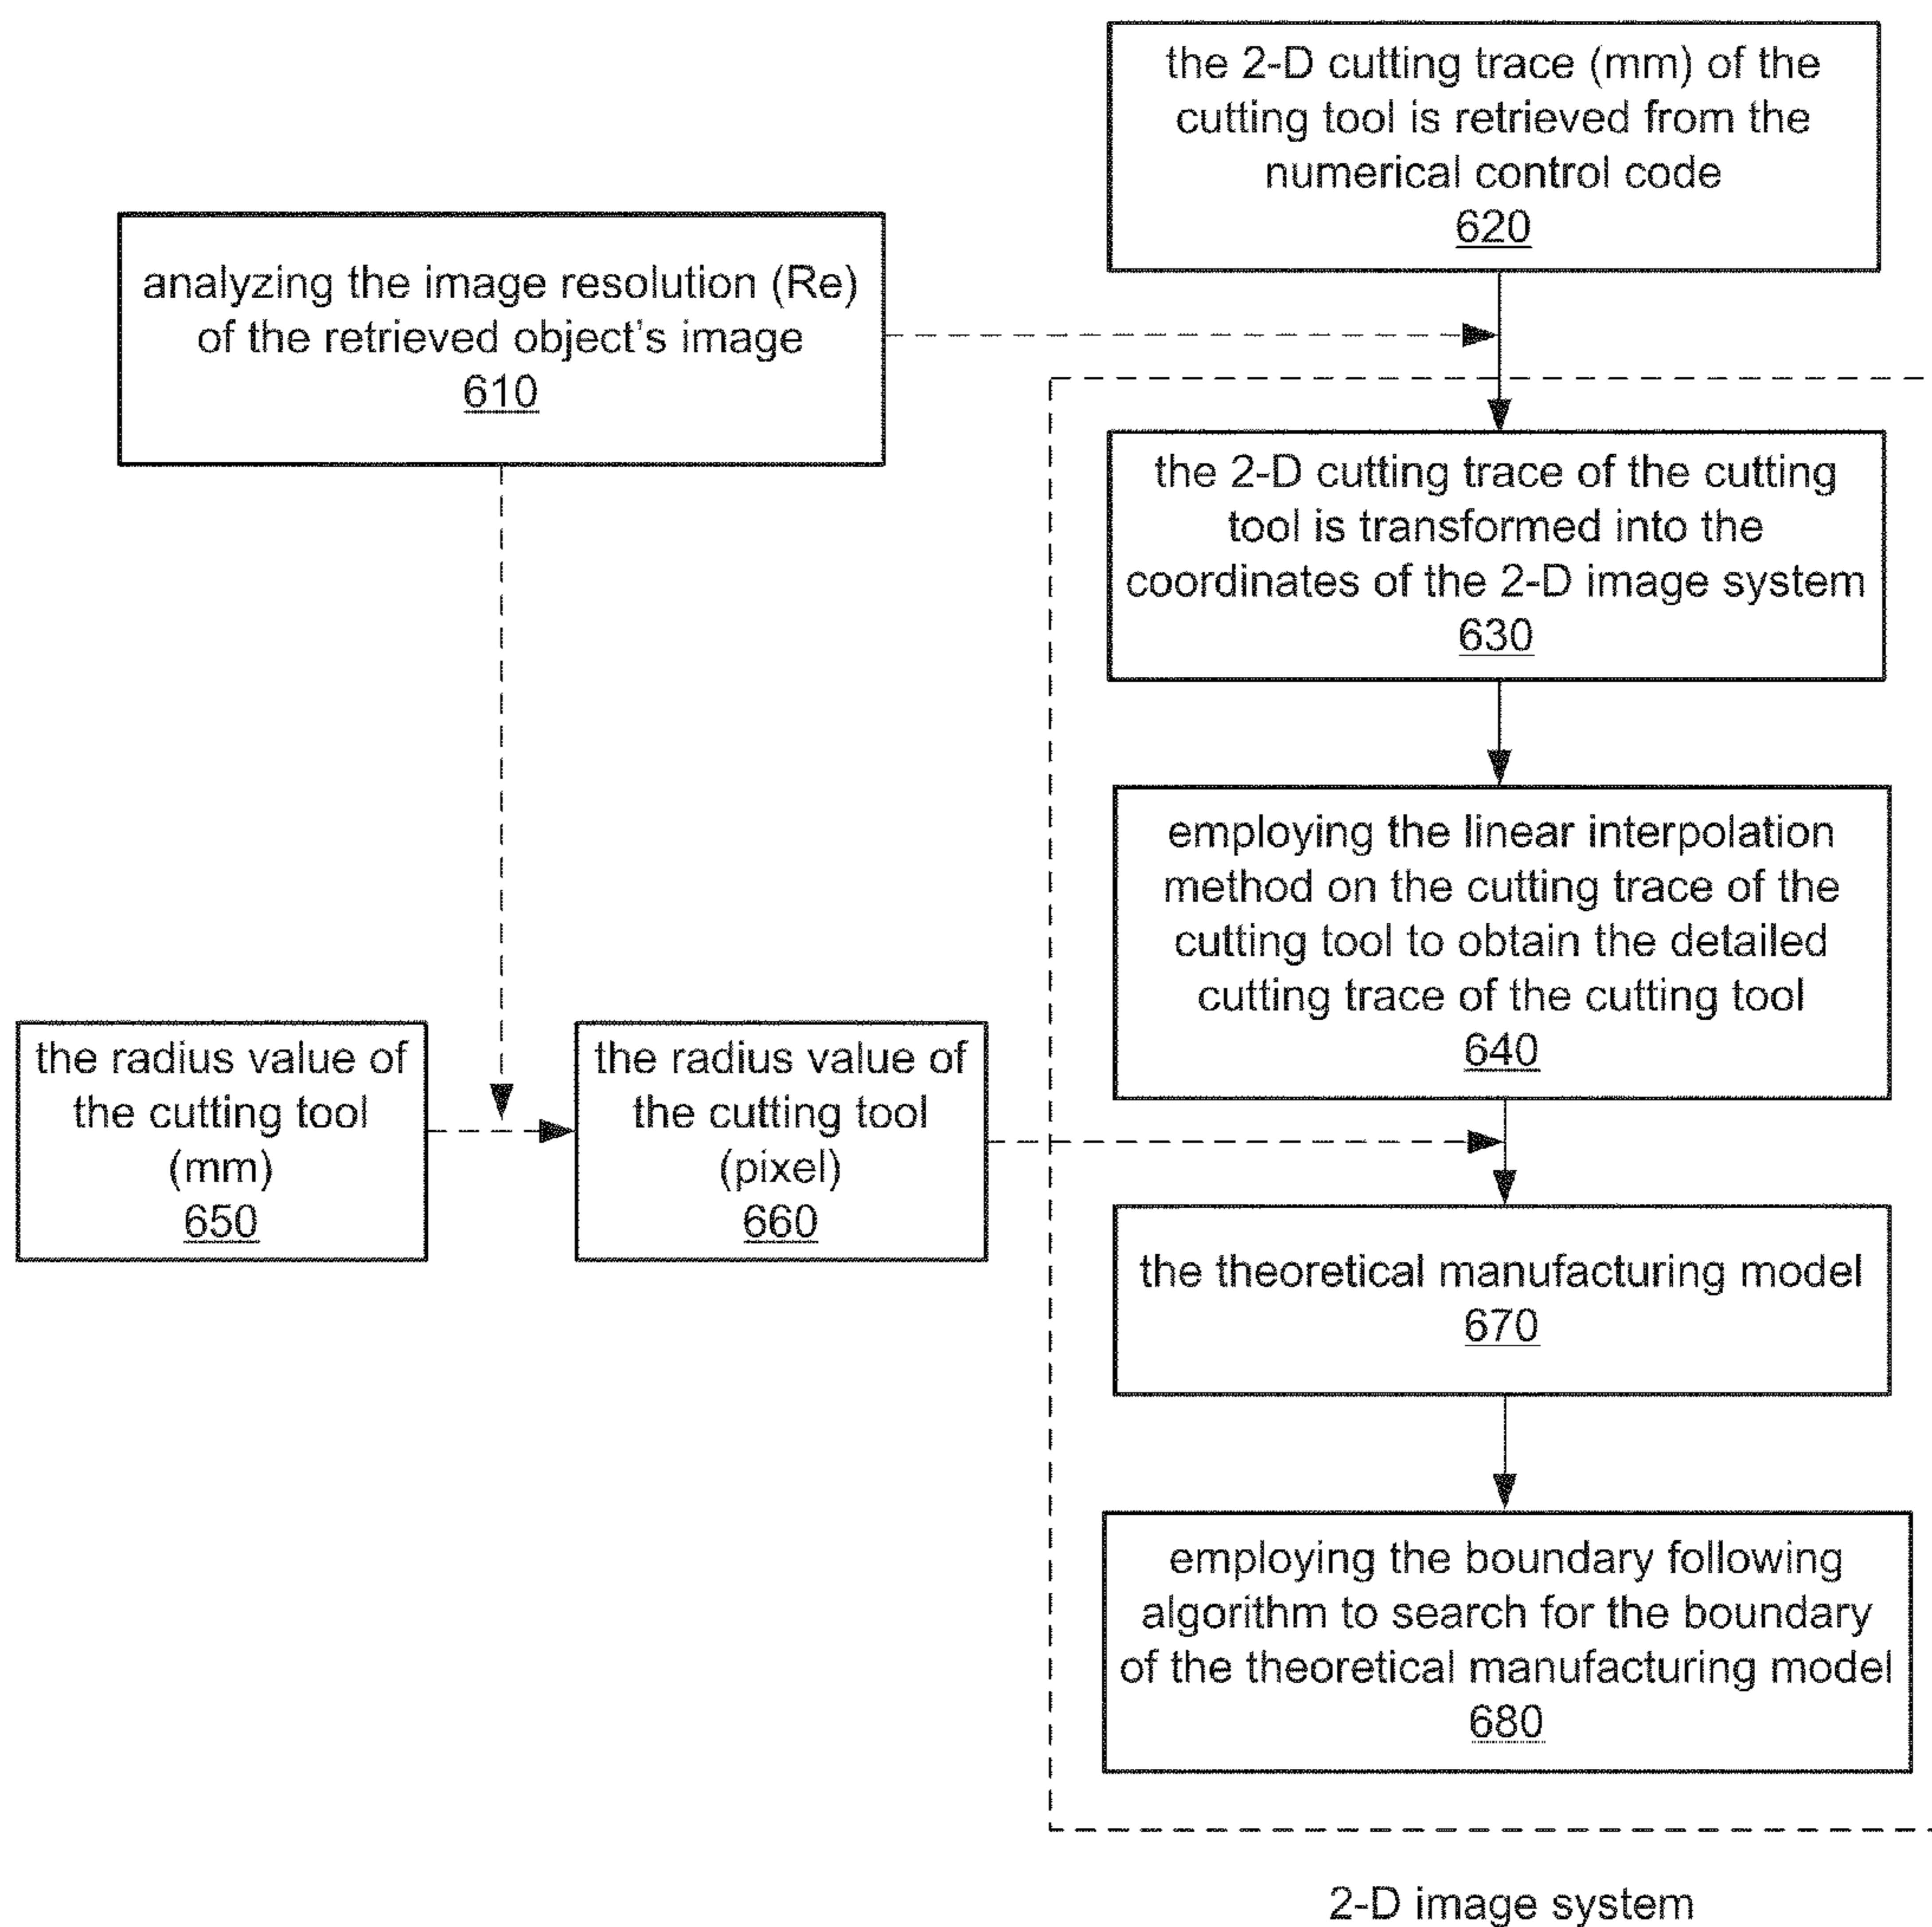 the 2-D cutting trace (mm) of the
cutting tool is retrieved from the
numerical control code
620
analyzing the image resolution (Re)
of the retrieved object's image
610
the 2-D cutting trace of the cutting
tool is transformed into the
coordinates of the 2-D image system
630
employing the linear interpolation
method on the cutting trace of the
cutting tool to obtain the detailed
cutting trace of the cutting tool
640
the radius value of
the cutting tool
(mm)
650
the radius value of
the cutting tool
(pixel)
660
the theoretical manufacturing model
670
employing the boundary following
algorithm to search for the boundary
of the theoretical manufacturing model
680
2-D image system